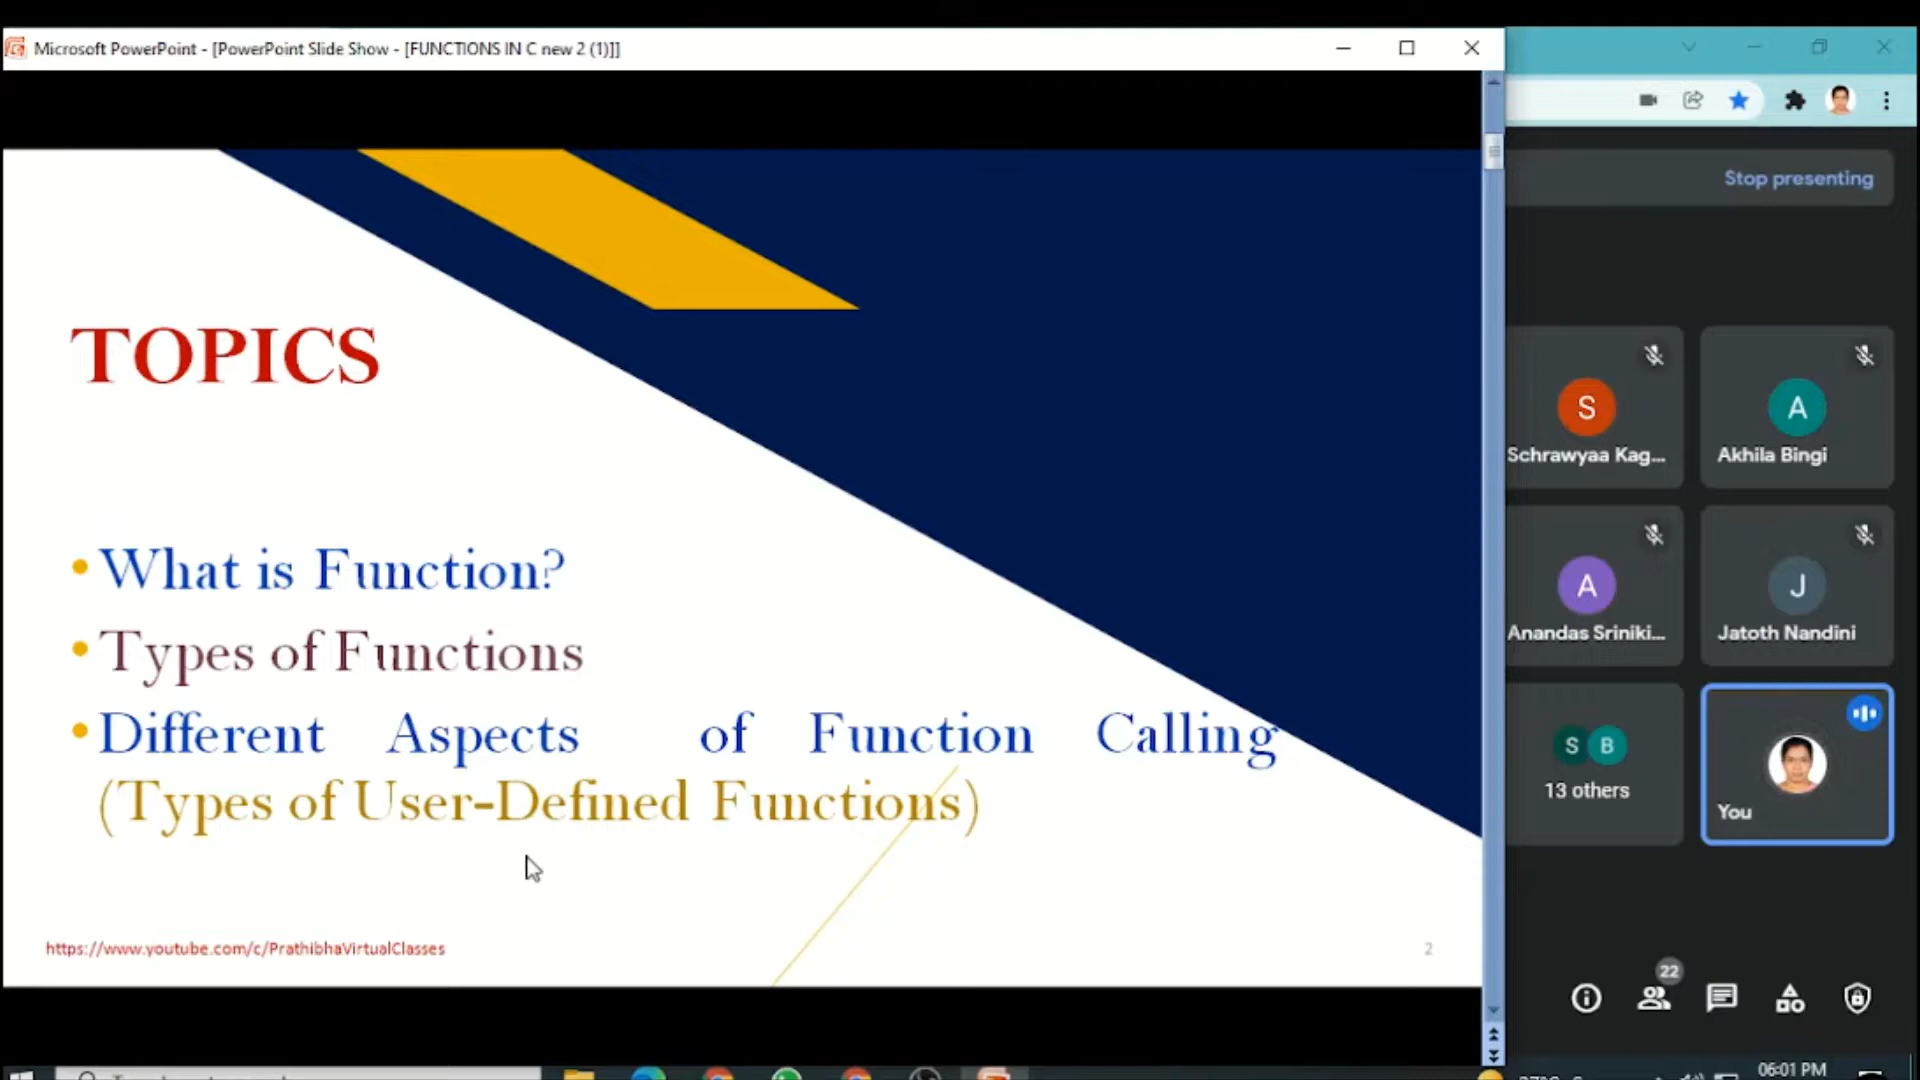 Microsoft PowerPoint - [PowerPoint Slide Show - [FUNCTIONS IN C new 2 (1)]]
Stop presenting
TOPICS
• What is Function?
• Types of Functions
• Different Aspects of Function Calling
(Types of User-Defined Functions)
https://www.youtube.com/c/PrathibhaVirtualClasses
2
S
Schrawyaa Kag...
A
Akhila Bingi
A
Anandas Sriniki...
J
Jatoth Nandini
S B
13 others
You
22
06:01 PM